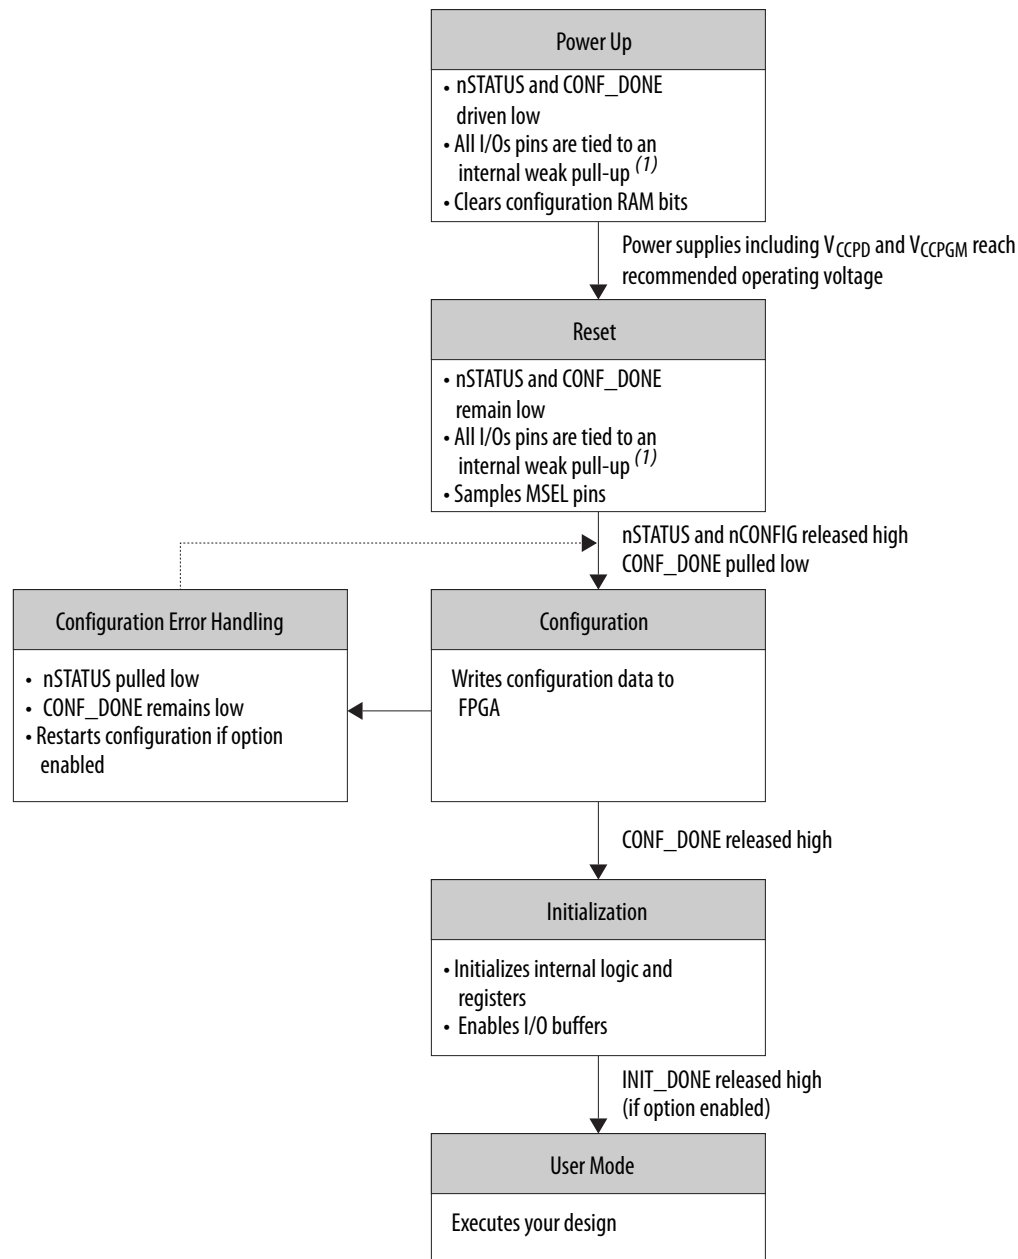 Power Up
• nSTATUS and CONF_DONE
driven low
• All I/Os pins are tied to an
internal weak pull-up (1)
• Clears configuration RAM bits
Power supplies including VCCPD and VCCPGM reach
recommended operating voltage
Reset
• nSTATUS and CONF_DONE
remain low
• All I/Os pins are tied to an
internal weak pull-up (1)
• Samples MSEL pins
nSTATUS and nCONFIG released high
CONF_DONE pulled low
Configuration Error Handling
• nSTATUS pulled low
• CONF_DONE remains low
• Restarts configuration if option
enabled
Configuration
Writes configuration data to
FPGA
CONF_DONE released high
Initialization
• Initializes internal logic and
registers
• Enables I/O buffers
INIT_DONE released high
(if option enabled)
User Mode
Executes your design